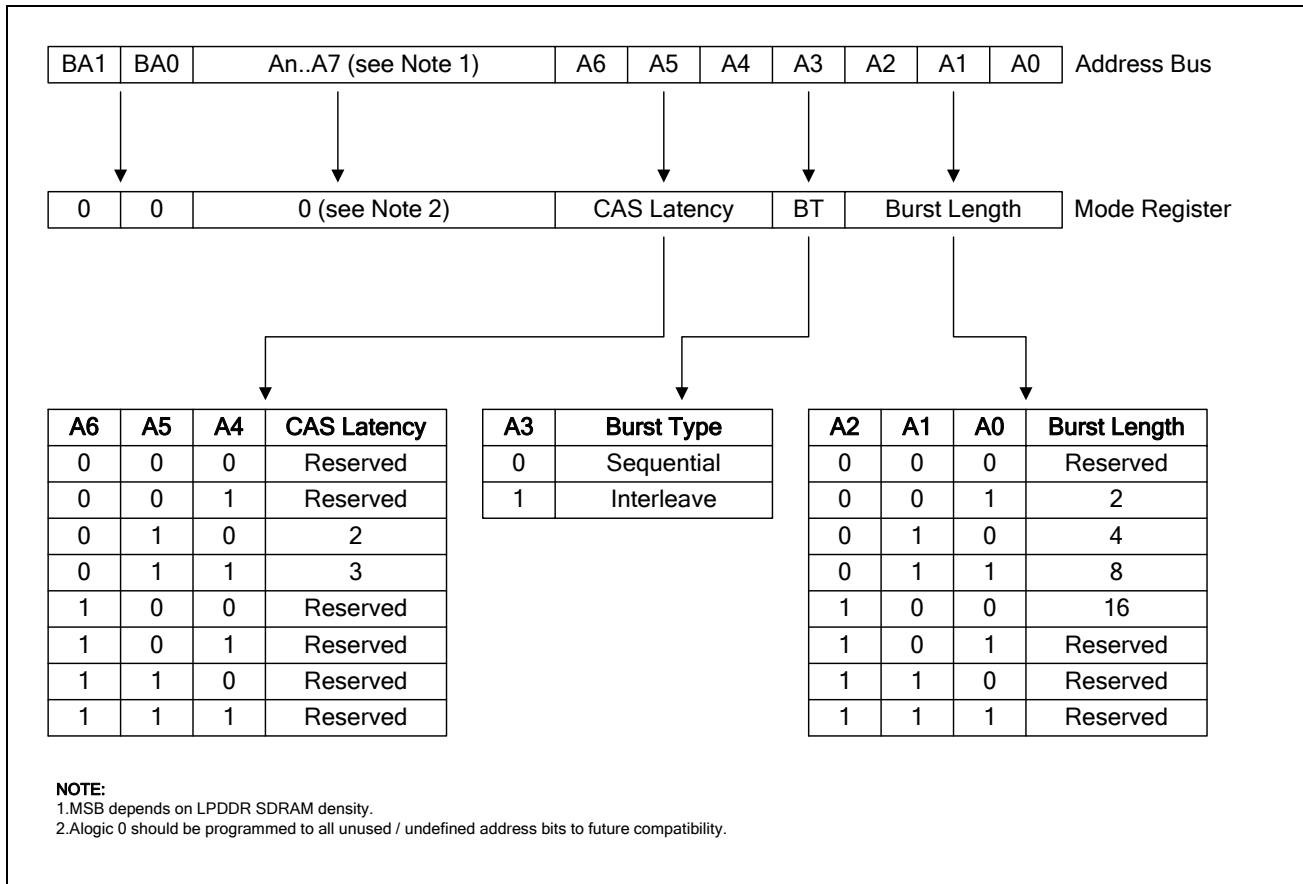 BA1 BA0 An..A7 (see Note 1) A6 A5 A4 A3 A2 A1 A0 Address Bus
0 0 0 (see Note 2) CAS Latency BT Burst Length Mode Register
A6 A5 A4 CAS Latency
0 0 0 Reserved
0 0 1 Reserved
0 1 0 2
0 1 1 3
1 0 0 Reserved
1 0 1 Reserved
1 1 0 Reserved
1 1 1 Reserved
A3 Burst Type
0 Sequential
1 Interleave
A2 A1 A0 Burst Length
0 0 0 Reserved
0 0 1 2
0 1 0 4
0 1 1 8
1 0 0 16
1 0 1 Reserved
1 1 0 Reserved
1 1 1 Reserved
NOTE:
1.MSB depends on LPDDR SDRAM density.
2.Alogic 0 should be programmed to all unused / undefined address bits to future compatibility.